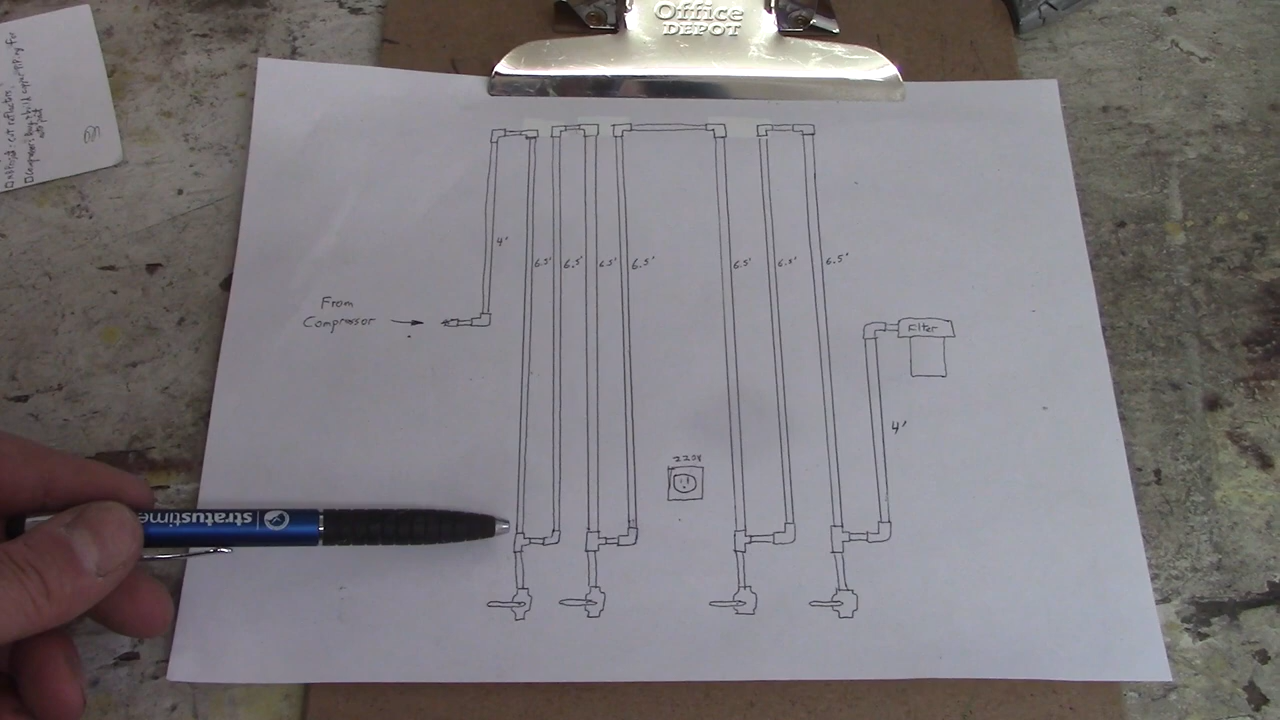 Office
DEPOT
4'
6.5'
6.5'
6.5'
6.5'
6.5'
6.5'
6.5'
From
Compressor
Filter
4'
220V
stratustime